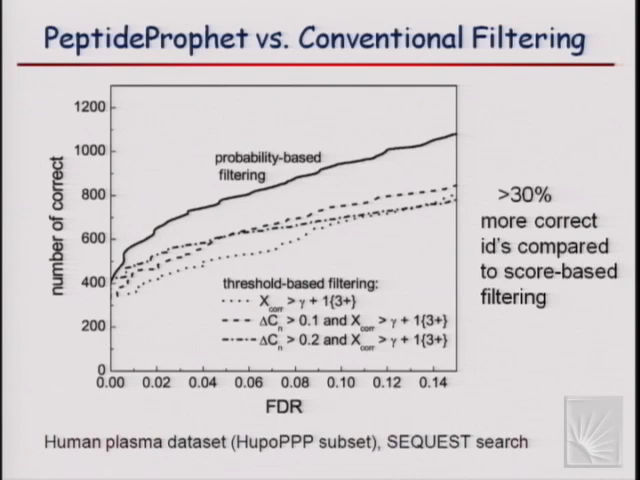 PeptideProphet vs. Conventional Filtering
number of correct
1200
1000
800
600
400
200
0
probability-based
filtering
threshold-based filtering:
Xcorr > γ + 1{3+}
ΔCn > 0.1 and Xcorr > γ + 1{3+}
ΔCn > 0.2 and Xcorr > γ + 1{3+}
0.00 0.02 0.04 0.06 0.08 0.10 0.12 0.14
FDR
>30%
more correct
id's compared
to score-based
filtering
Human plasma dataset (HupoPPP subset), SEQUEST search